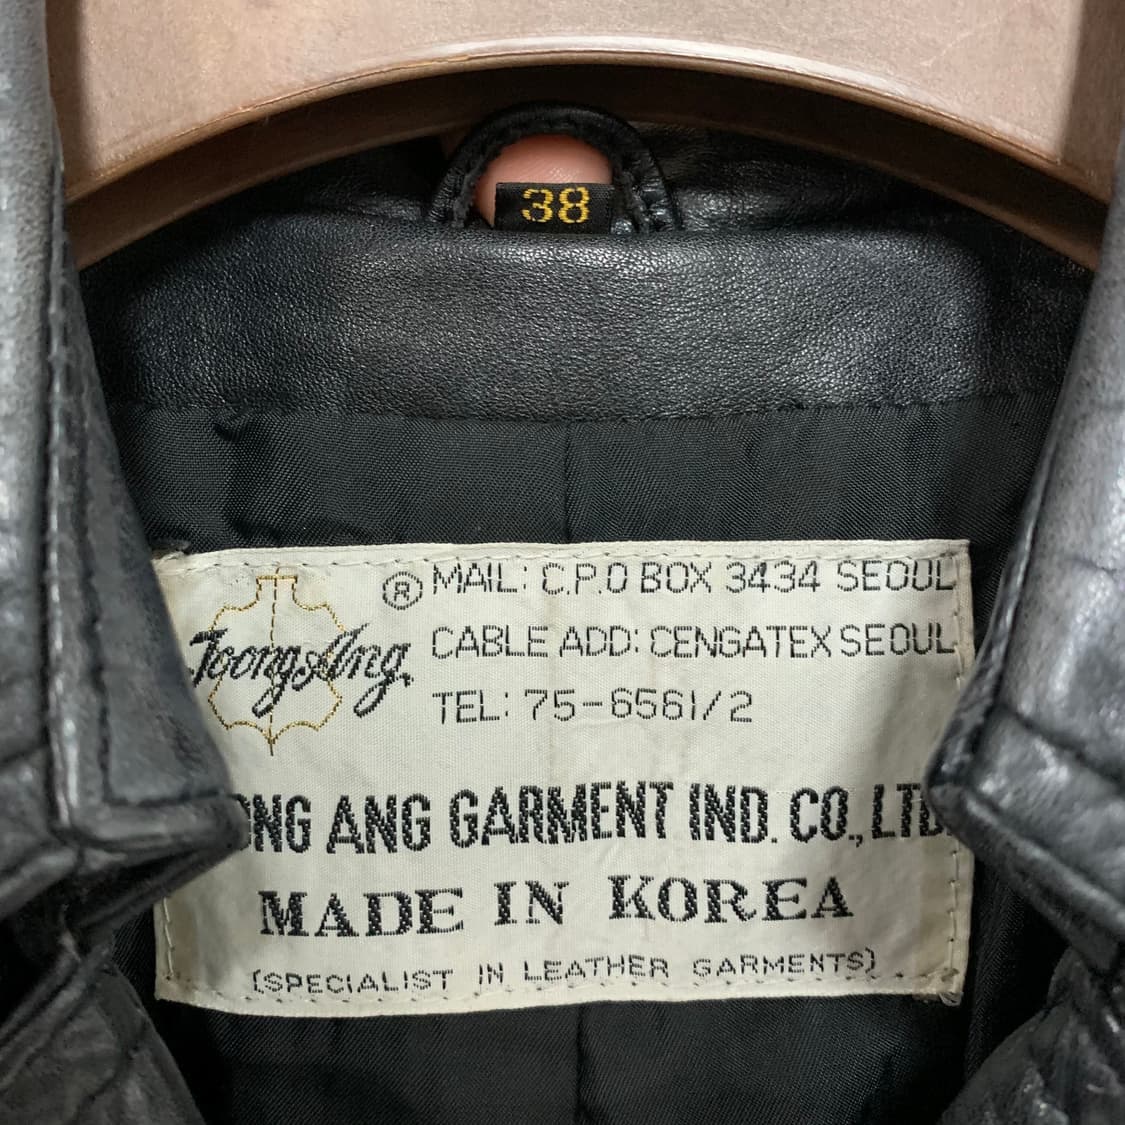 38
JoongAng.
®
MAIL: C.P.O BOX 3434 SEOUL
CABLE ADD: CENGATEX SEOUL
TEL: 75-6561/2
ONG ANG GARMENT IND. CO., LTD.
MADE IN KOREA
(SPECIALIST IN LEATHER GARMENTS)